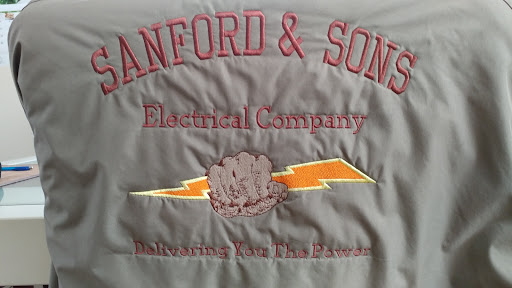 SANFORD & SONS
Electrical Company
Delivering You The Power